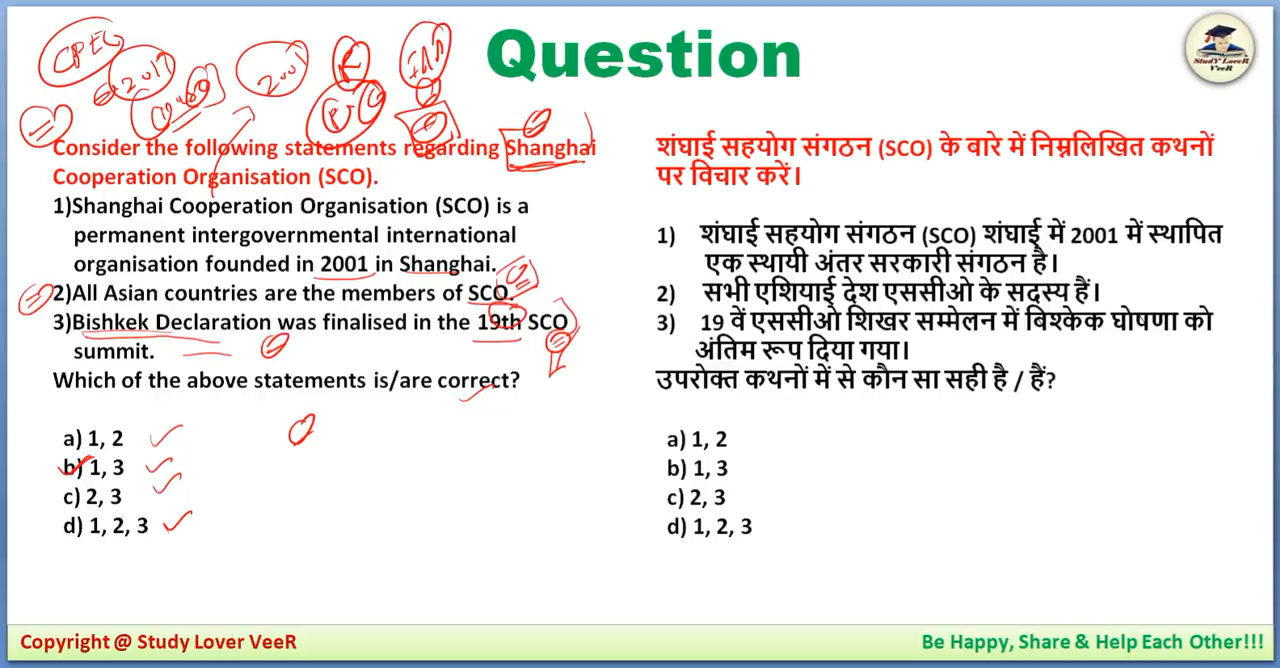 Question
StudY LoveR
VeeR
CPEC
2017
2001
Consider the following statements regarding Shanghai
Cooperation Organisation (SCO).
1)Shanghai Cooperation Organisation (SCO) is a
permanent intergovernmental international
organisation founded in 2001 in Shanghai.
2)All Asian countries are the members of SCO.
3)Bishkek Declaration was finalised in the 19th SCO
summit.
Which of the above statements is/are correct?
a) 1, 2
b) 1, 3
c) 2, 3
d) 1, 2, 3
शंघाई सहयोग संगठन (SCO) के बारे में निम्नलिखित कथनों
पर विचार करें।
1) शंघाई सहयोग संगठन (SCO) शंघाई में 2001 में स्थापित
एक स्थायी अंतर सरकारी संगठन है।
2) सभी एशियाई देश एससीओ के सदस्य हैं।
3) 19 वें एससीओ शिखर सम्मेलन में बिश्केक घोषणा को
अंतिम रूप दिया गया।
उपरोक्त कथनों में से कौन सा सही है / हैं?
a) 1, 2
b) 1, 3
c) 2, 3
d) 1, 2, 3
Copyright @ Study Lover VeeR
Be Happy, Share & Help Each Other!!!